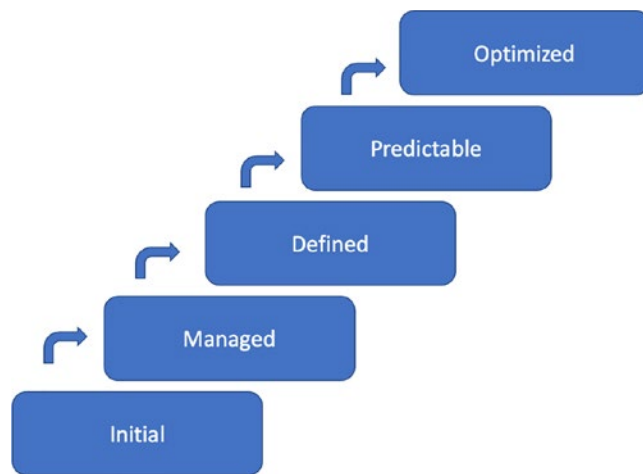 Optimized
Predictable
Defined
Managed
Initial